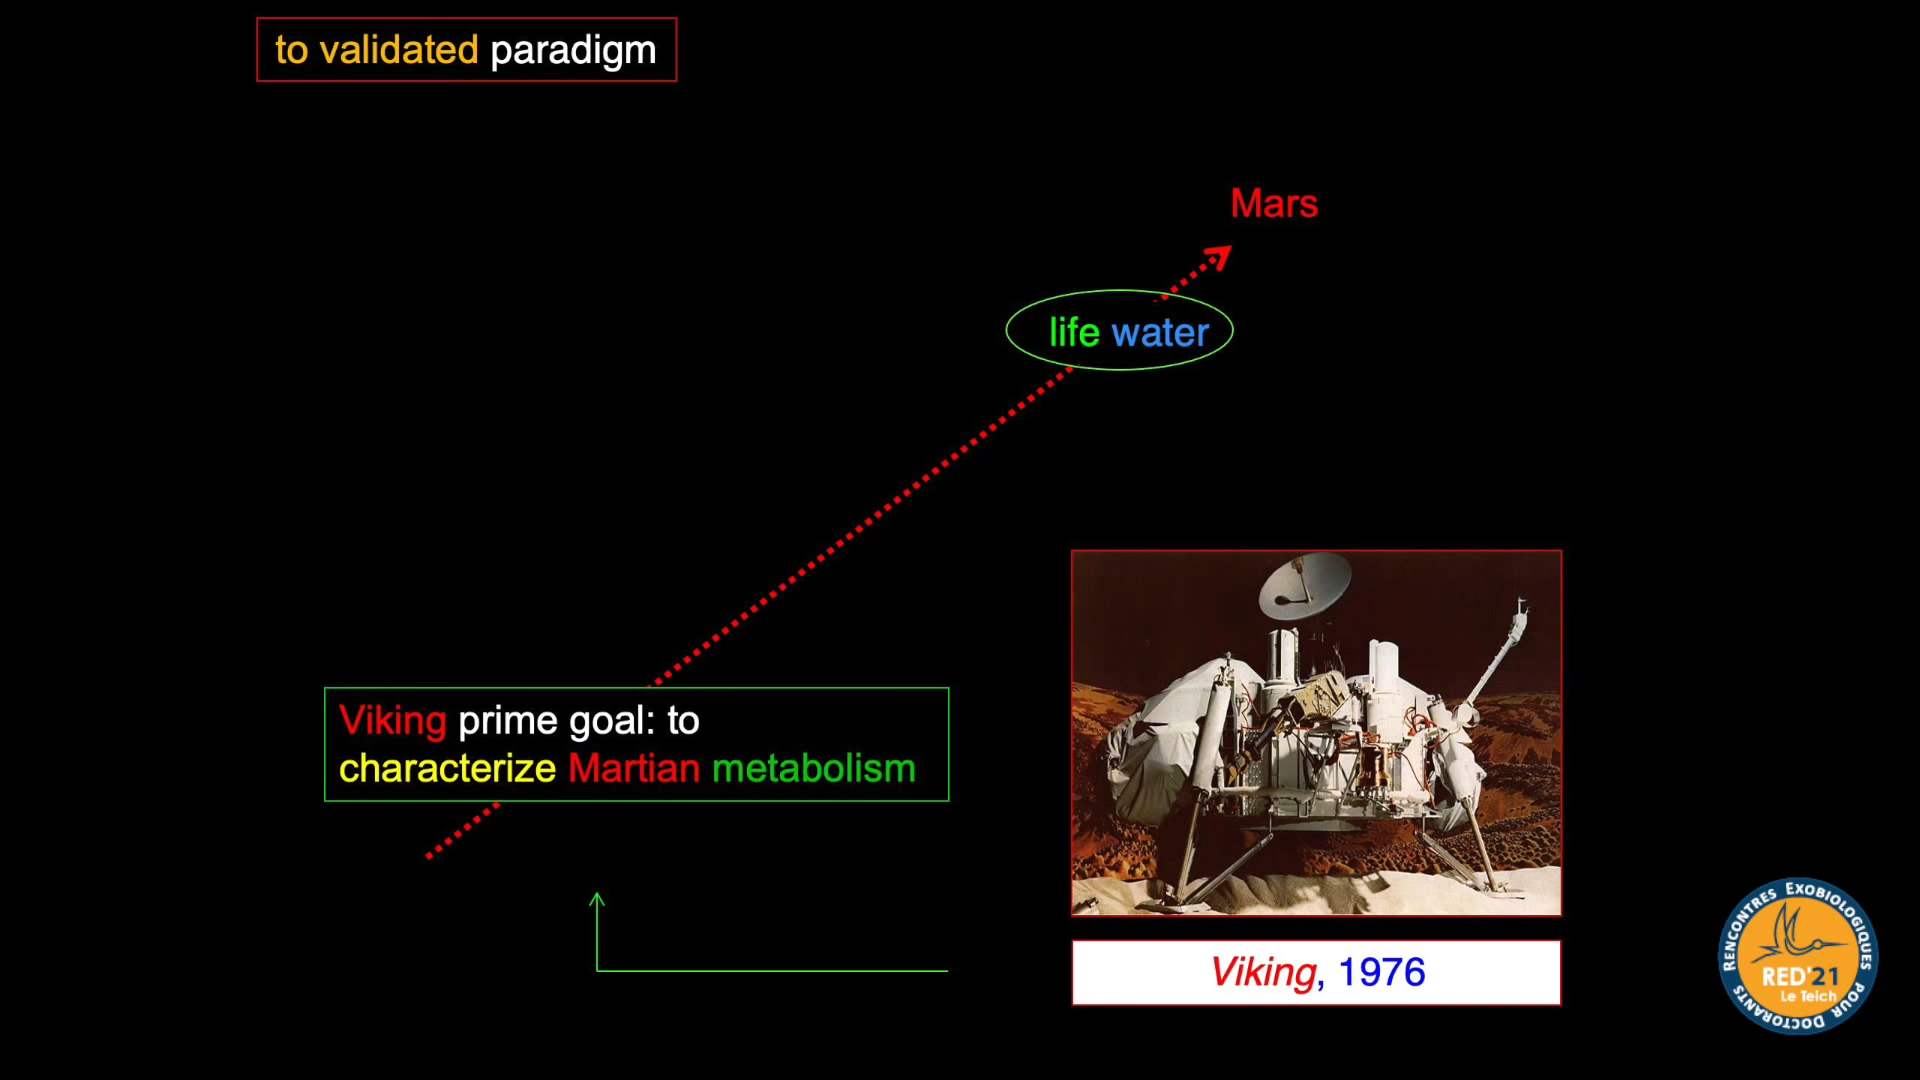 to validated paradigm
Mars
life water
Viking prime goal: to
characterize Martian metabolism
Viking, 1976
RENCONTRES EXOBIOLOGIQUES
POUR DOCTORANTS
RED'21
Le Teich